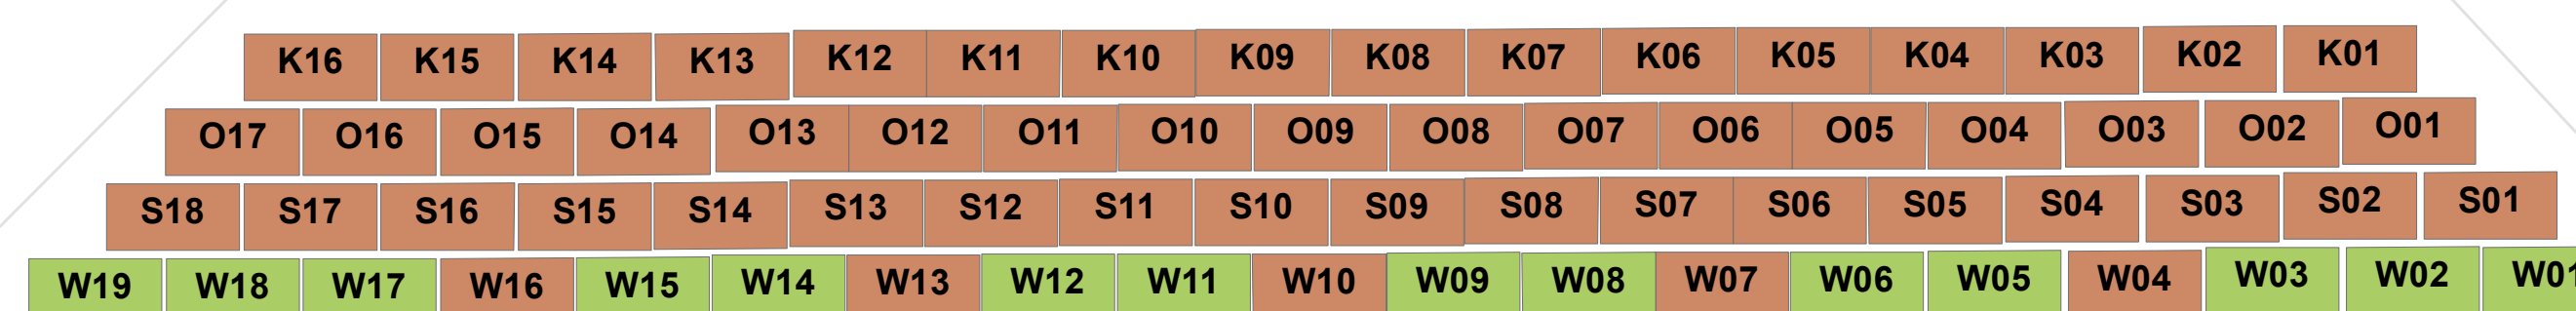 K16 K15 K14 K13 K12 K11 K10 K09 K08 K07 K06 K05 K04 K03 K02 K01
O17 O16 O15 O14 O13 O12 O11 O10 O09 O08 O07 O06 O05 O04 O03 O02 O01
S18 S17 S16 S15 S14 S13 S12 S11 S10 S09 S08 S07 S06 S05 S04 S03 S02 S01
W19 W18 W17 W16 W15 W14 W13 W12 W11 W10 W09 W08 W07 W06 W05 W04 W03 W02 W01